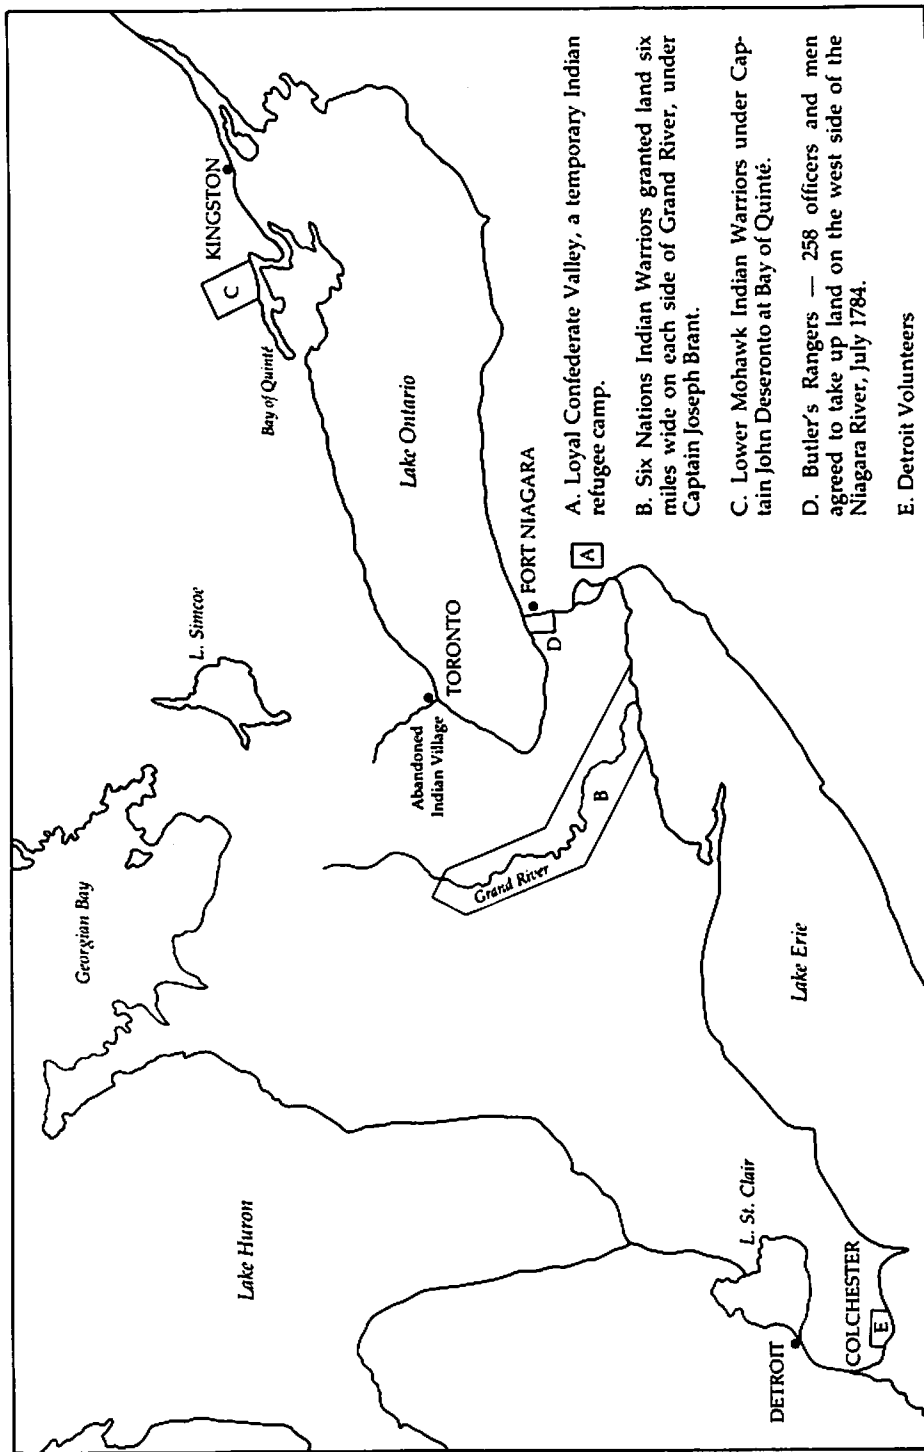 Georgian Bay
L. Simcoe
KINGSTON
C
Bay of Quinté
Lake Huron
Abandoned
Indian Village
TORONTO
Lake Ontario
Grand River
B
D
FORT NIAGARA
A
L. St. Clair
DETROIT
COLCHESTER
E
Lake Erie
A. Loyal Confederate Valley, a temporary Indian
refugee camp.
B. Six Nations Indian Warriors granted land six
miles wide on each side of Grand River, under
Captain Joseph Brant.
C. Lower Mohawk Indian Warriors under Cap-
tain John Deseronto at Bay of Quinté.
D. Butler's Rangers — 258 officers and men
agreed to take up land on the west side of the
Niagara River, July 1784.
E. Detroit Volunteers